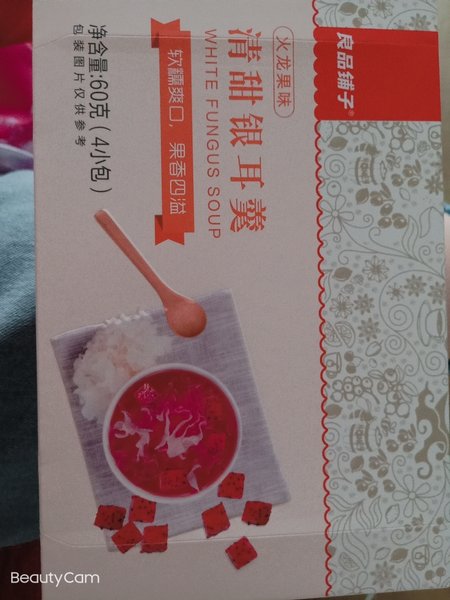 良品铺子®
火龙果味
清甜银耳羹
WHITE FUNGUS SOUP
软糯爽口，果香四溢
净含量:60克(4小包)
包装图片仅供参考
BeautyCam